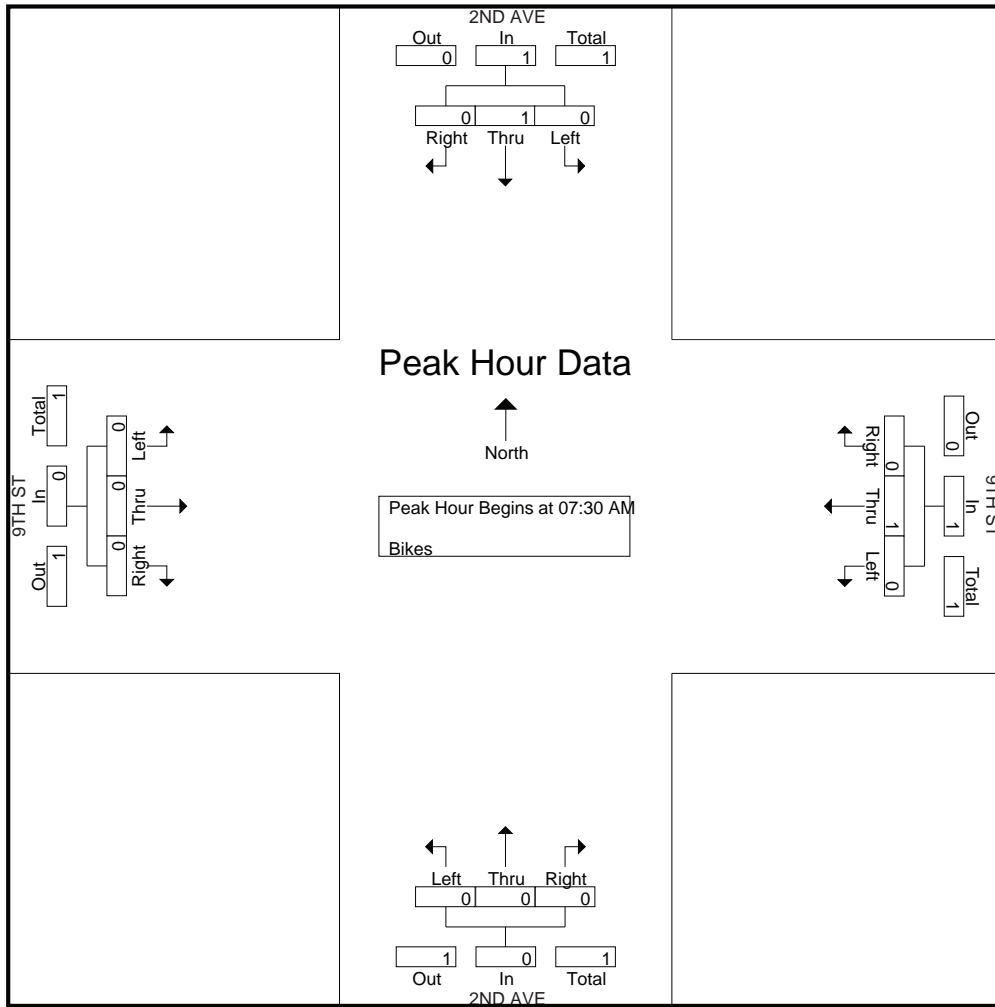 2ND AVE
Out In Total
0 1 1
0 1 0
Right Thru Left
Peak Hour Data
North
Peak Hour Begins at 07:30 AM
Bikes
9TH ST
Out In Total
1 0 1
Left Thru Right
0 0 0
9TH ST
Out In Total
0 1 1
Right Thru Left
0 1 0
Left Thru Right
0 0 0
1 0 1
Out In Total
2ND AVE